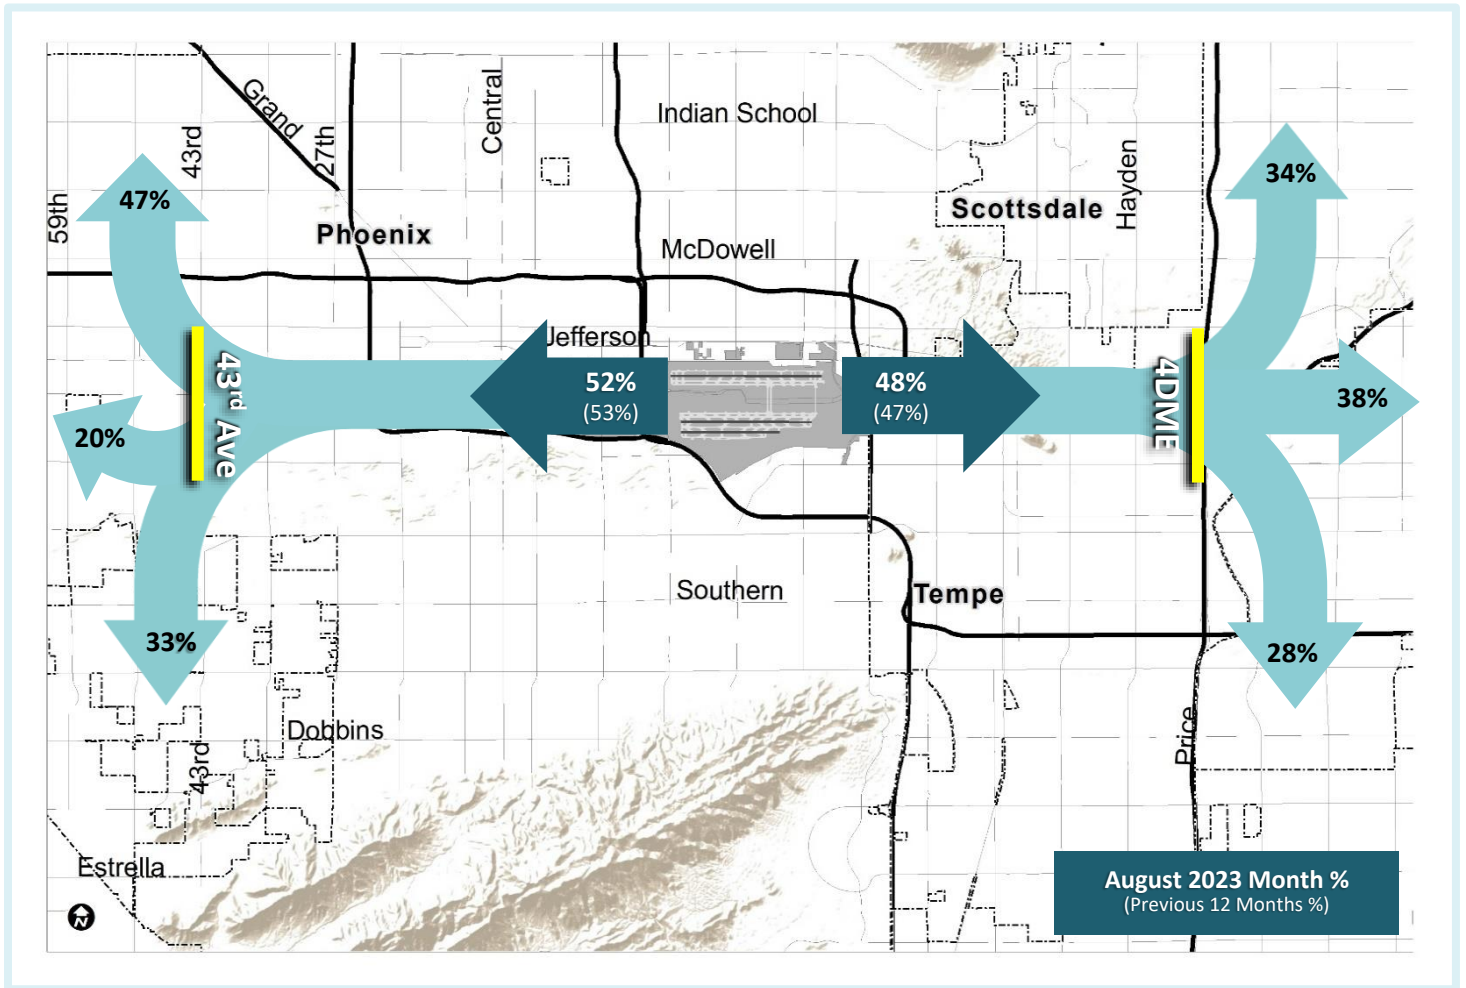 Grand
43rd
27th
Central
Indian School
Hayden
59th
47%
34%
Scottsdale
Phoenix
McDowell
Jefferson
52%
(53%)
48%
(47%)
43rd Ave
4DME
38%
20%
Southern
Tempe
33%
28%
Dobbins
43rd
Price
Estrella
N
August 2023 Month %
(Previous 12 Months %)